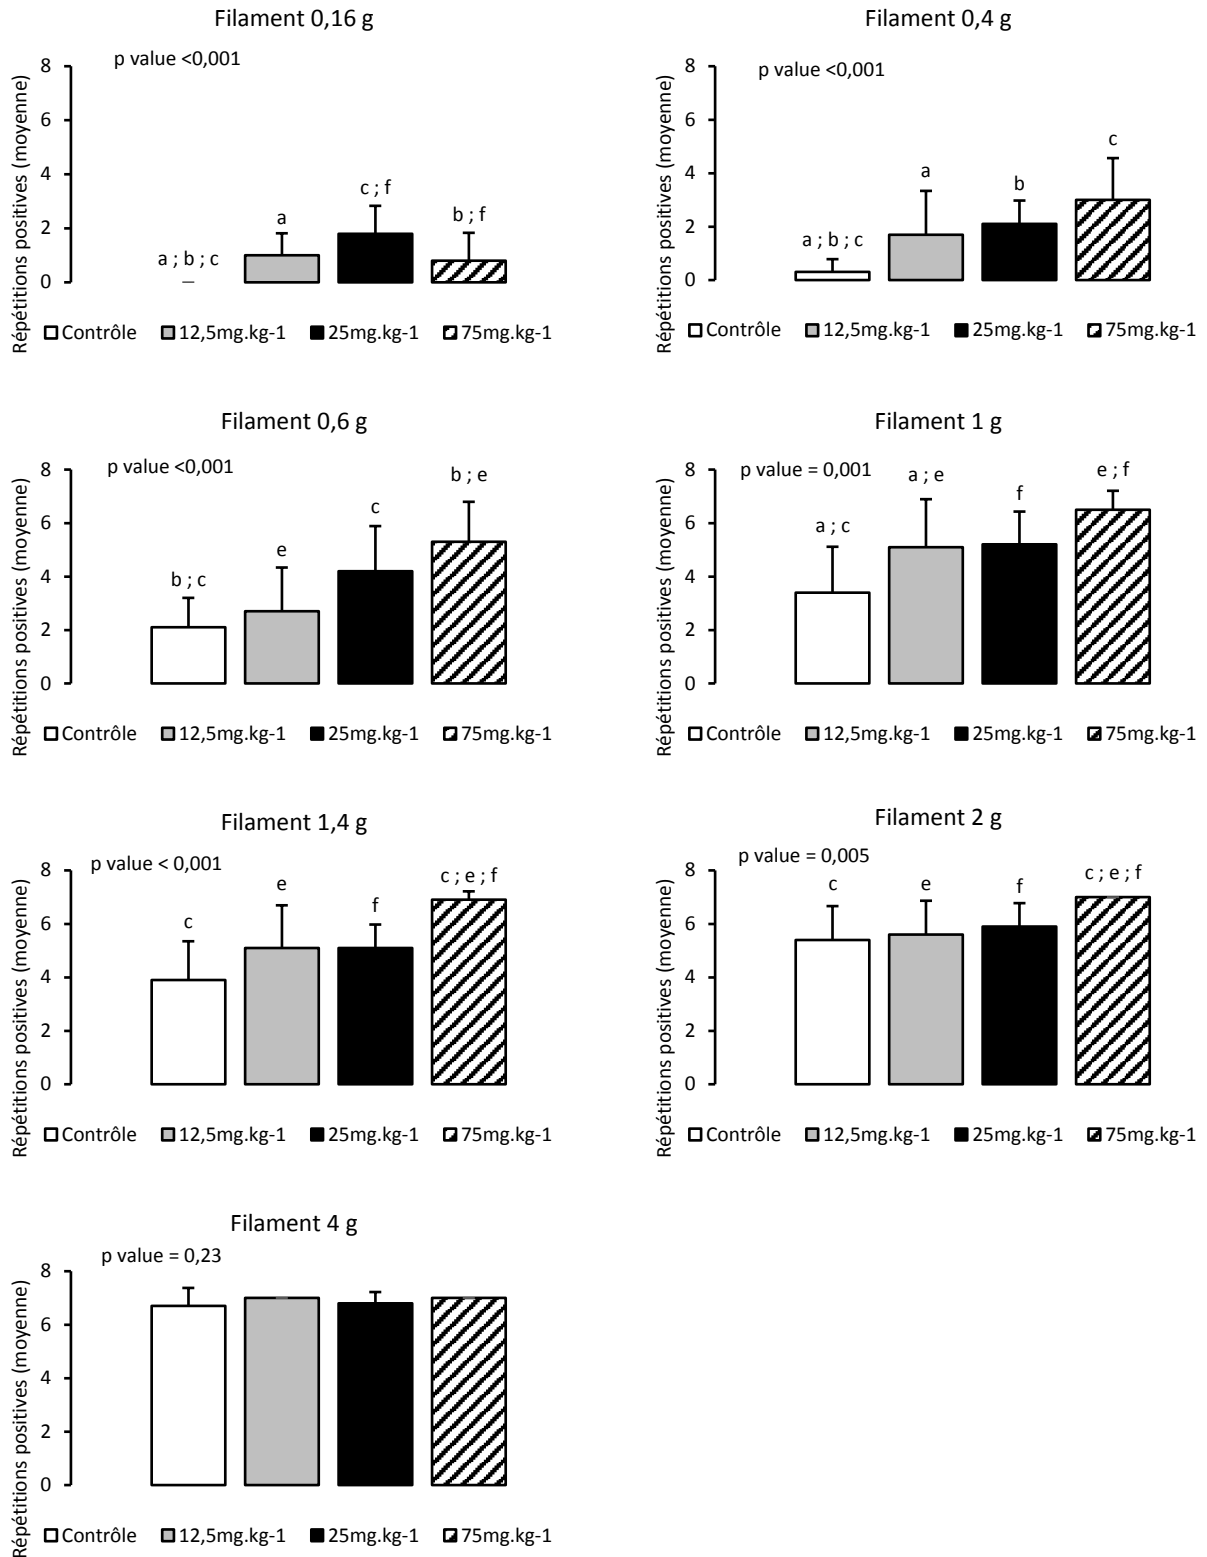 Filament 0,16 g
p value <0,001
Répétitions positives (moyenne)
8
6
4
2
0
a ; b ; c
a
c ; f
b ; f
Contrôle 12,5mg.kg-1 25mg.kg-1 75mg.kg-1
Filament 0,4 g
p value <0,001
Répétitions positives (moyenne)
8
6
4
2
0
a ; b ; c
a
b
c
Contrôle 12,5mg.kg-1 25mg.kg-1 75mg.kg-1
Filament 0,6 g
p value <0,001
Répétitions positives (moyenne)
8
6
4
2
0
b ; c
e
c
b ; e
Contrôle 12,5mg.kg-1 25mg.kg-1 75mg.kg-1
Filament 1 g
p value = 0,001
Répétitions positives (moyenne)
8
6
4
2
0
a ; c
a ; e
f
e ; f
Contrôle 12,5mg.kg-1 25mg.kg-1 75mg.kg-1
Filament 1,4 g
p value < 0,001
Répétitions positives (moyenne)
8
6
4
2
0
c
e
f
c ; e ; f
Contrôle 12,5mg.kg-1 25mg.kg-1 75mg.kg-1
Filament 2 g
p value = 0,005
Répétitions positives (moyenne)
8
6
4
2
0
c
e
f
c ; e ; f
Contrôle 12,5mg.kg-1 25mg.kg-1 75mg.kg-1
Filament 4 g
p value = 0,23
Répétitions positives (moyenne)
8
6
4
2
0
Contrôle 12,5mg.kg-1 25mg.kg-1 75mg.kg-1